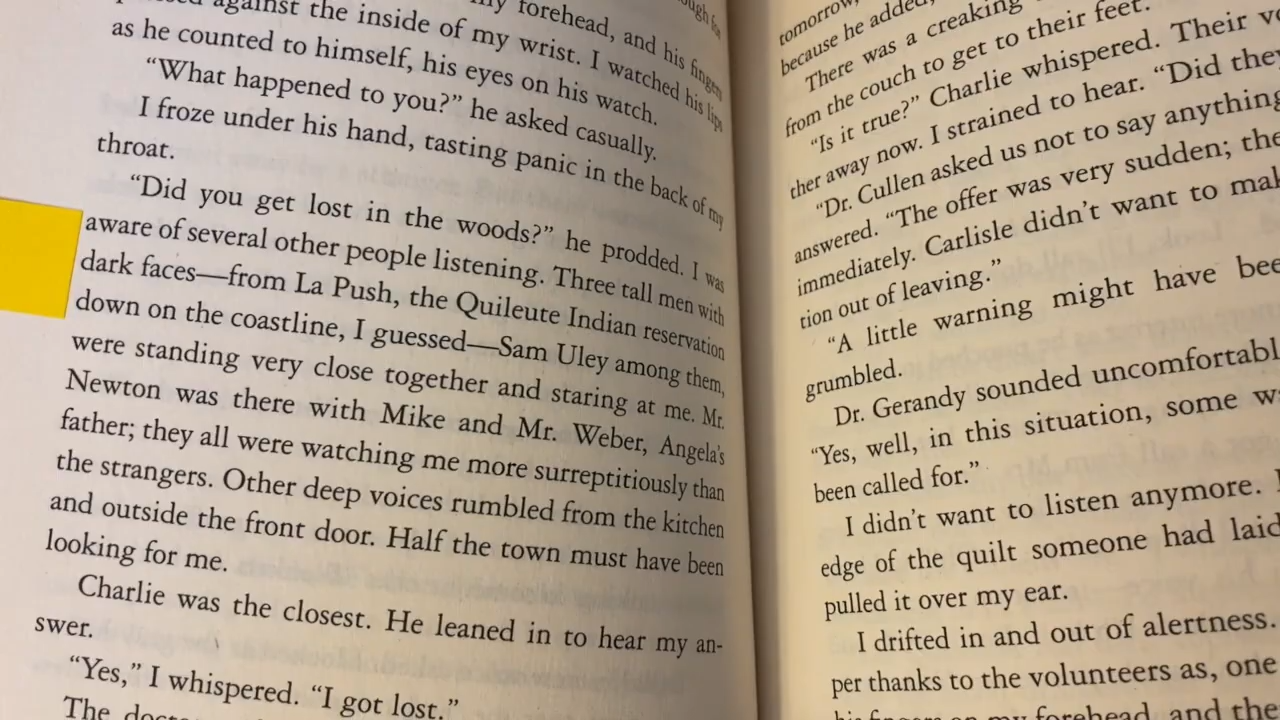 my forehead, and his fingers
against the inside of my wrist. I watched his lips
as he counted to himself, his eyes on his watch.
“What happened to you?” he asked casually.
I froze under his hand, tasting panic in the back of my
throat.
“Did you get lost in the woods?” he prodded. I was
aware of several other people listening. Three tall men with
dark faces—from La Push, the Quileute Indian reservation
down on the coastline, I guessed—Sam Uley among them,
were standing very close together and staring at me. Mr.
Newton was there with Mike and Mr. Weber, Angela’s
father; they all were watching me more surreptitiously than
the strangers. Other deep voices rumbled from the kitchen
and outside the front door. Half the town must have been
looking for me.
Charlie was the closest. He leaned in to hear my an-
swer.
“Yes,” I whispered. “I got lost.”
The
tomorrow,
because he added,
There was a creaking
from the couch to get to their feet.
“Is it true?” Charlie whispered. Their
ther away now. I strained to hear. “Did they
“Dr. Cullen asked us not to say anything
answered. “The offer was very sudden; the
immediately. Carlisle didn’t want to
tion out of leaving.”
“A little warning might have
grumbled.
Dr. Gerandy sounded
“Yes, well, in this situation, some
been called for.”
I didn’t want to listen anymore.
edge of the quilt someone had laid
pulled it over my ear.
I drifted in and out of alertness.
per thanks to the volunteers as, one
his fingers on my forehead, and the